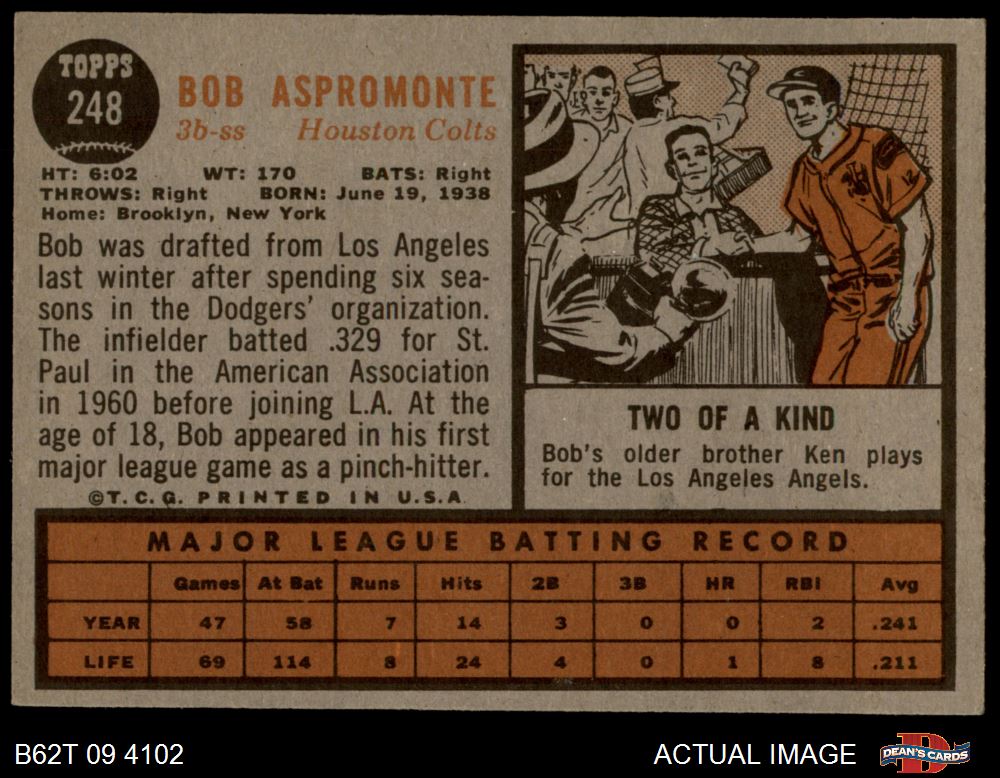 TOPPS
248
BOB ASPROMONTE
3b-ss Houston Colts
HT: 6:02 WT: 170 BATS: Right
THROWS: Right BORN: June 19, 1938
Home: Brooklyn, New York
Bob was drafted from Los Angeles
last winter after spending six sea-
sons in the Dodgers' organization.
The infielder batted .329 for St.
Paul in the American Association
in 1960 before joining L.A. At the
age of 18, Bob appeared in his first
major league game as a pinch-hitter.
©T.C.G. PRINTED IN U.S.A.
12
TWO OF A KIND
Bob's older brother Ken plays
for the Los Angeles Angels.
MAJOR LEAGUE BATTING RECORD
Games At Bat Runs Hits 2B 3B HR RBI Avg
YEAR 47 58 7 14 3 0 0 2 .241
LIFE 69 114 8 24 4 0 1 8 .211
B62T 09 4102
ACTUAL IMAGE
DEAN'S CARDS